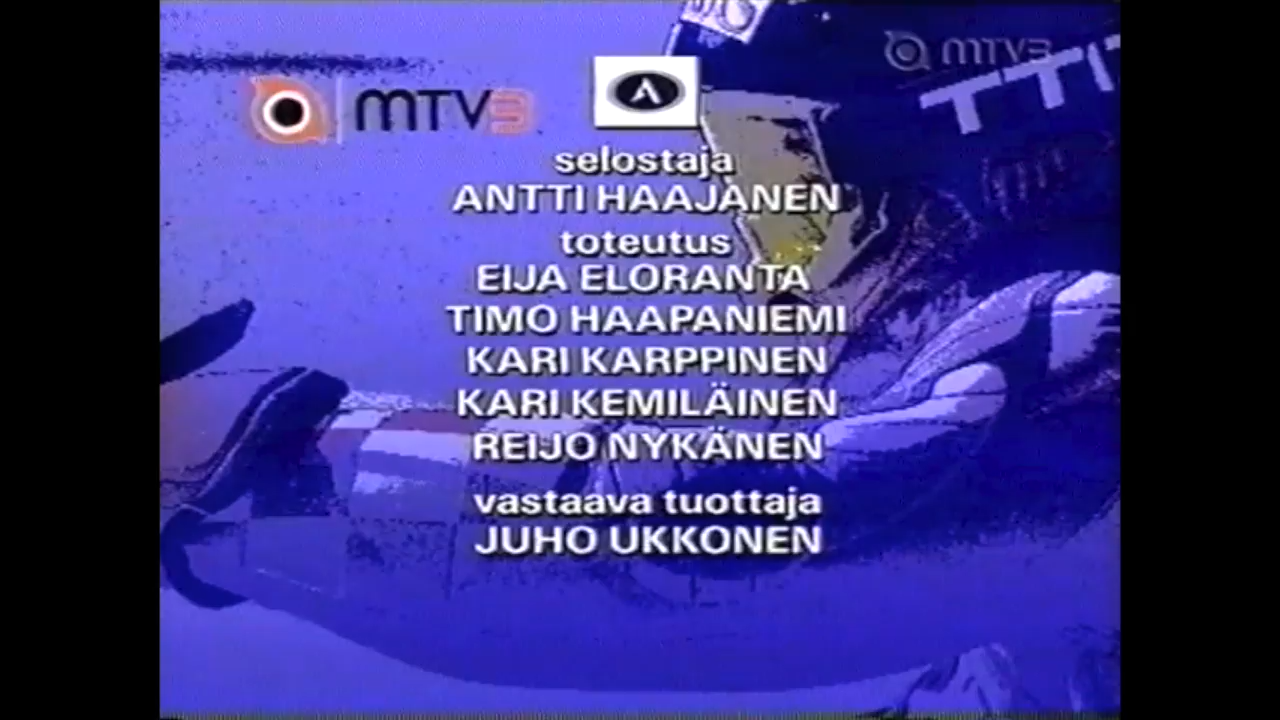 MTV3
MTV3
TTI
selostaja
ANTTI HAAJANEN
toteutus
EIJA ELORANTA
TIMO HAAPANIEMI
KARI KARPPINEN
KARI KEMILÄINEN
REIJO NYKÄNEN
vastaava tuottaja
JUHO UKKONEN